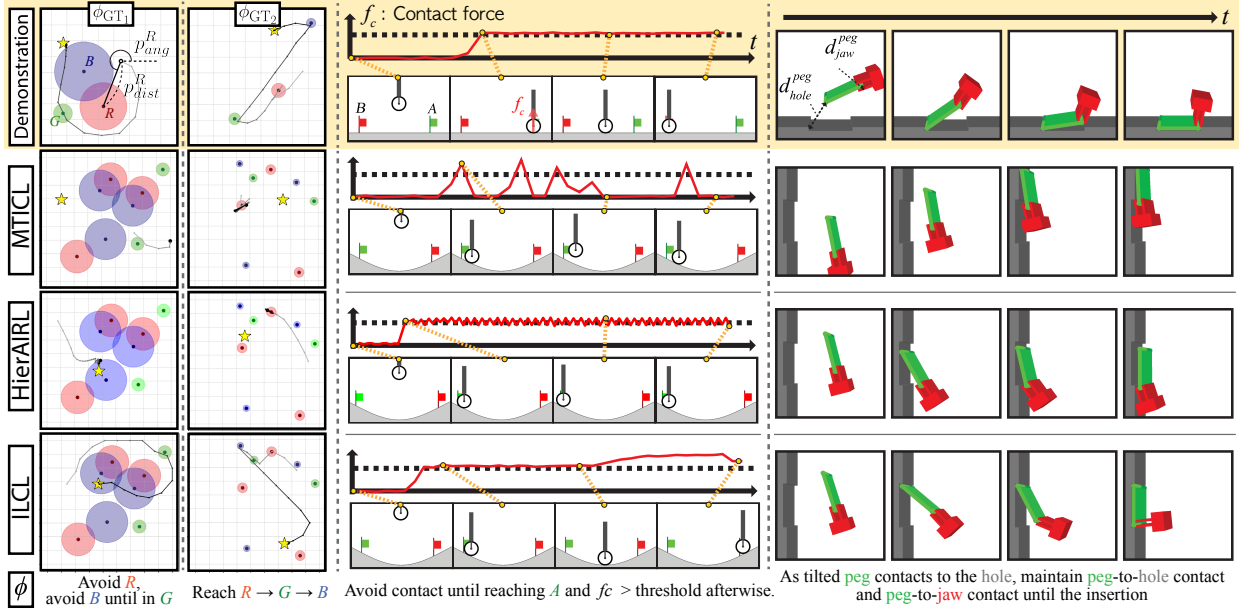 ϕ_GT₁
ϕ_GT₂
f_c : Contact force
t
t
Demonstration
B
p^R_ang
p^R_dist
R
G
B
A
f_c
d^peg_jaw
d^peg_hole
MTICL
HierAIRL
ILCL
ϕ
Avoid R,
avoid B until in G
Reach R → G → B
Avoid contact until reaching A and fc > threshold afterwise.
As tilted peg contacts to the hole, maintain peg-to-hole contact
and peg-to-jaw contact until the insertion